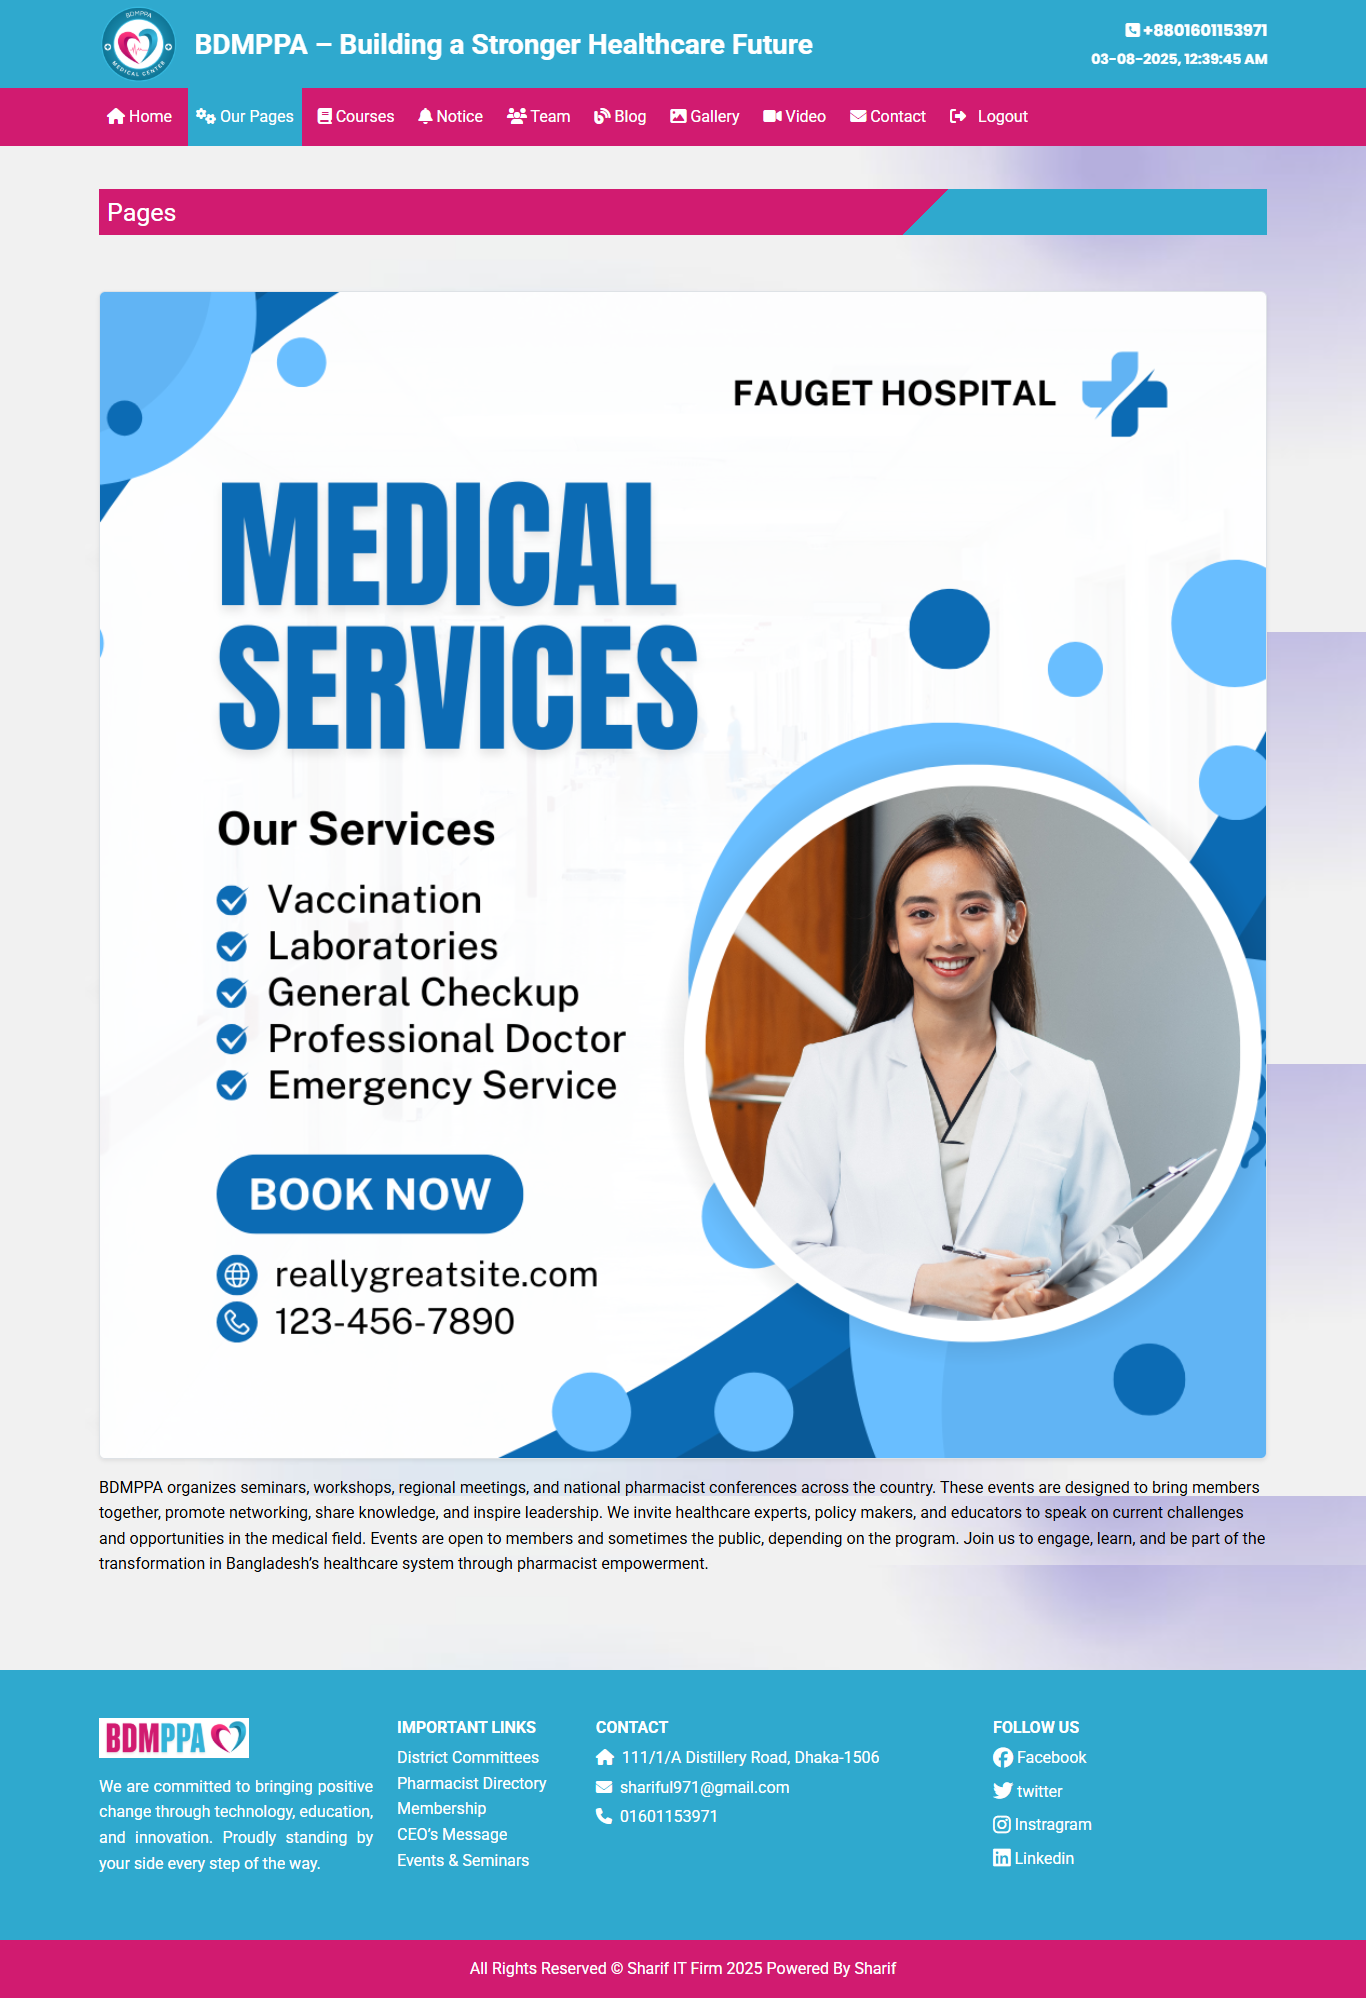 BDMPPA
MEDICAL CENTER
BDMPPA – Building a Stronger Healthcare Future
+8801601153971
03-08-2025, 12:39:45 AM
Home Our Pages Courses Notice Team Blog Gallery Video Contact Logout
Pages
FAUGET HOSPITAL
MEDICAL
SERVICES
Our Services
Vaccination
Laboratories
General Checkup
Professional Doctor
Emergency Service
BOOK NOW
reallygreatsite.com
123-456-7890
BDMPPA organizes seminars, workshops, regional meetings, and national pharmacist conferences across the country. These events are designed to bring members
together, promote networking, share knowledge, and inspire leadership. We invite healthcare experts, policy makers, and educators to speak on current challenges
and opportunities in the medical field. Events are open to members and sometimes the public, depending on the program. Join us to engage, learn, and be part of the
transformation in Bangladesh’s healthcare system through pharmacist empowerment.
BDMPPA
We are committed to bringing positive
change through technology, education,
and innovation. Proudly standing by
your side every step of the way.
IMPORTANT LINKS
District Committees
Pharmacist Directory
Membership
CEO’s Message
Events & Seminars
CONTACT
111/1/A Distillery Road, Dhaka-1506
shariful971@gmail.com
01601153971
FOLLOW US
Facebook
twitter
Instragram
Linkedin
All Rights Reserved © Sharif IT Firm 2025 Powered By Sharif